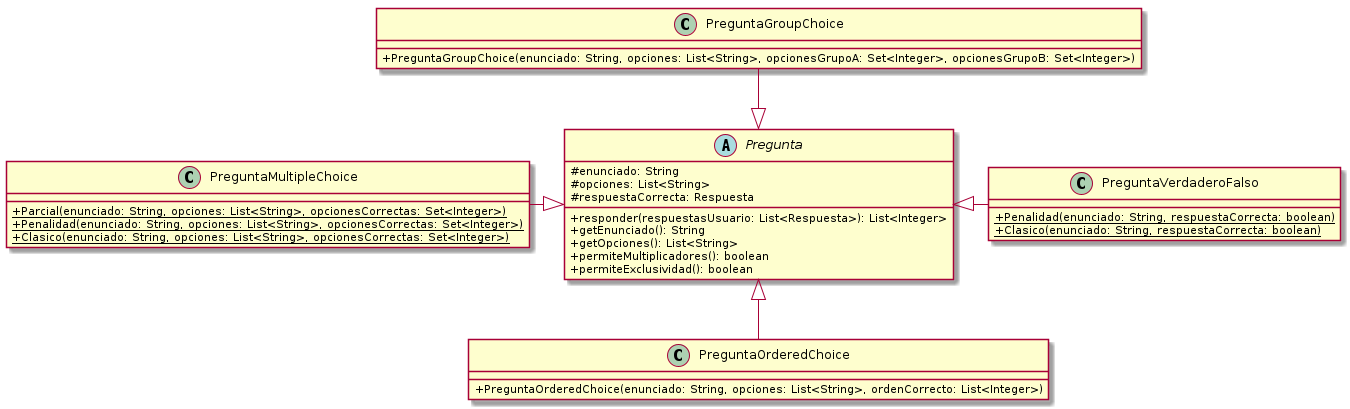 C PreguntaGroupChoice
+PreguntaGroupChoice(enunciado: String, opciones: List<String>, opcionesGrupoA: Set<Integer>, opcionesGrupoB: Set<Integer>)
A Pregunta
#enunciado: String
#opciones: List<String>
#respuestaCorrecta: Respuesta
+responder(respuestasUsuario: List<Respuesta>): List<Integer>
+getEnunciado(): String
+getOpciones(): List<String>
+permiteMultiplicadores(): boolean
+permiteExclusividad(): boolean
C PreguntaMultipleChoice
+Parcial(enunciado: String, opciones: List<String>, opcionesCorrectas: Set<Integer>)
+Penalidad(enunciado: String, opciones: List<String>, opcionesCorrectas: Set<Integer>)
+Clasico(enunciado: String, opciones: List<String>, opcionesCorrectas: Set<Integer>)
C PreguntaVerdaderoFalso
+Penalidad(enunciado: String, respuestaCorrecta: boolean)
+Clasico(enunciado: String, respuestaCorrecta: boolean)
C PreguntaOrderedChoice
+PreguntaOrderedChoice(enunciado: String, opciones: List<String>, ordenCorrecto: List<Integer>)